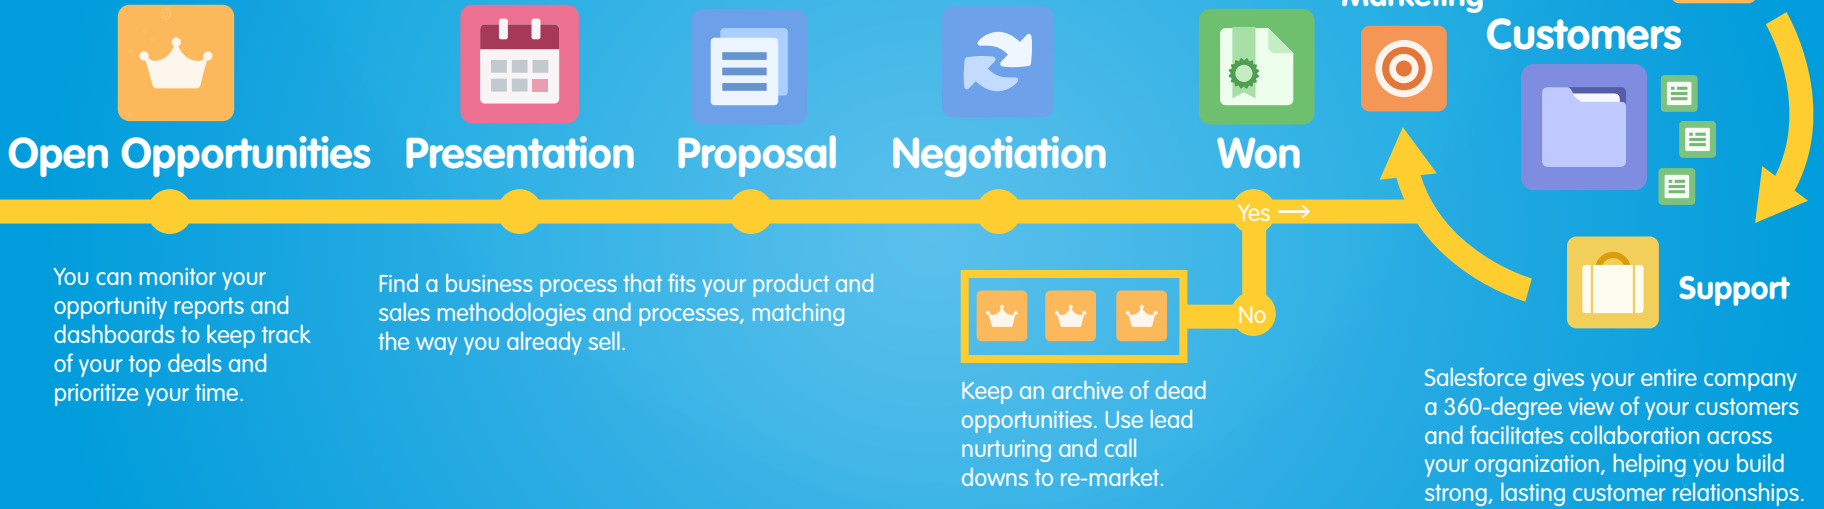 Marketing
Customers
Open Opportunities
Presentation
Proposal
Negotiation
Won
Yes →
No
Support
You can monitor your
opportunity reports and
dashboards to keep track
of your top deals and
prioritize your time.
Find a business process that fits your product and
sales methodologies and processes, matching
the way you already sell.
Keep an archive of dead
opportunities. Use lead
nurturing and call
downs to re-market.
Salesforce gives your entire company
a 360-degree view of your customers
and facilitates collaboration across
your organization, helping you build
strong, lasting customer relationships.